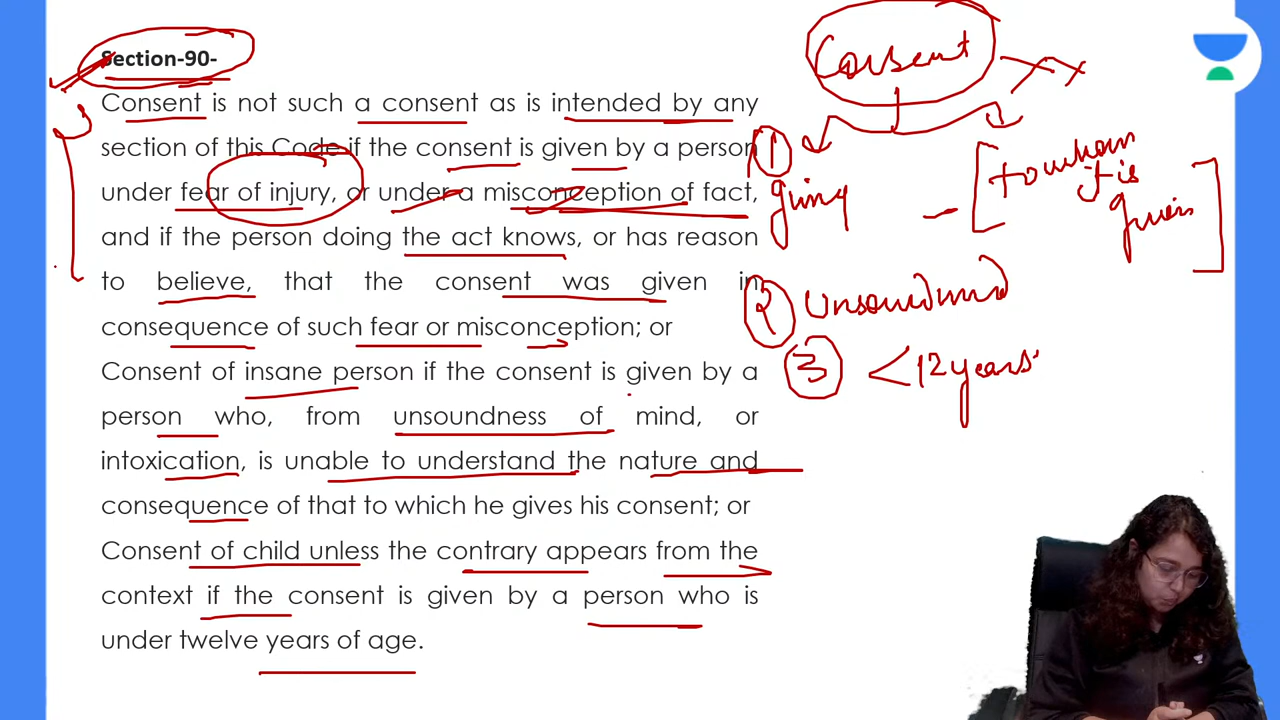 Section-90-
Consent is not such a consent as is intended by any
section of this Code if the consent is given by a person
under fear of injury, or under a misconception of fact,
and if the person doing the act knows, or has reason
to believe, that the consent was given in
consequence of such fear or misconception; or
Consent of insane person if the consent is given by a
person who, from unsoundness of mind, or
intoxication, is unable to understand the nature and
consequence of that to which he gives his consent; or
Consent of child unless the contrary appears from the
context if the consent is given by a person who is
under twelve years of age.
Consent
1
to whom
it is
given
2
3 <12years